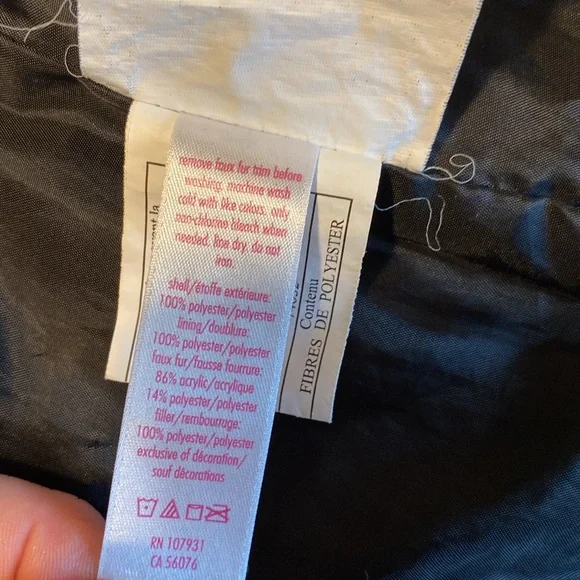 remove faux fur trim before
washing. machine wash
cold with like colors. only
non-chlorine bleach when
needed. line dry. do not
iron.
shell/étoffe extérieure:
100% polyester/polyester
lining/doublure:
100% polyester/polyester
faux fur/fausse fourrure:
86% acrylic/acrylique
14% polyester/polyester
filler/rembourrage:
100% polyester/polyester
exclusive of décoration/
souf décorations
RN 107931
CA 56076
Contenu
FIBRES DE POLYESTER